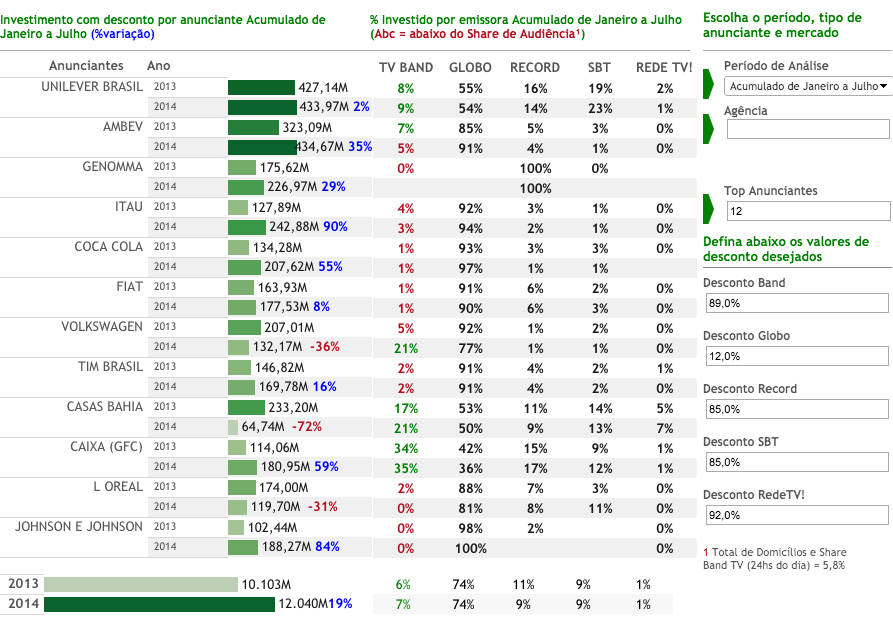 Investimento com desconto por anunciante Acumulado de
Janeiro a Julho (%variação)
% Investido por emissora Acumulado de Janeiro a Julho
(Abc = abaixo do Share de Audiência¹)
Anunciantes Ano TV BAND GLOBO RECORD SBT REDE TV!
UNILEVER BRASIL 2013 427,14M 8% 55% 16% 19% 2%
2014 433,97M 2% 9% 54% 14% 23% 1%
AMBEV 2013 323,09M 7% 85% 5% 3% 0%
2014 434,67M 35% 5% 91% 4% 1% 0%
GENOMMA 2013 175,62M 0% 100% 0%
2014 226,97M 29% 100%
ITAU 2013 127,89M 4% 92% 3% 1% 0%
2014 242,88M 90% 3% 94% 2% 1% 0%
COCA COLA 2013 134,28M 1% 93% 3% 3% 0%
2014 207,62M 55% 1% 97% 1% 1%
FIAT 2013 163,93M 1% 91% 6% 2% 0%
2014 177,53M 8% 1% 90% 6% 3% 0%
VOLKSWAGEN 2013 207,01M 5% 92% 1% 2% 0%
2014 132,17M -36% 21% 77% 1% 1% 0%
TIM BRASIL 2013 146,82M 2% 91% 4% 2% 1%
2014 169,78M 16% 2% 91% 4% 2% 0%
CASAS BAHIA 2013 233,20M 17% 53% 11% 14% 5%
2014 64,74M -72% 21% 50% 9% 13% 7%
CAIXA (GFC) 2013 114,06M 34% 42% 15% 9% 1%
2014 180,95M 59% 35% 36% 17% 12% 1%
L OREAL 2013 174,00M 2% 88% 7% 3% 0%
2014 119,70M -31% 0% 81% 8% 11% 0%
JOHNSON E JOHNSON 2013 102,44M 0% 98% 2% 0%
2014 188,27M 84% 0% 100% 0%
2013 10.103M 6% 74% 11% 9% 1%
2014 12.040M19% 7% 74% 9% 9% 1%
Escolha o período, tipo de
anunciante e mercado
Período de Análise
Acumulado de Janeiro a Julho
Agência
Top Anunciantes
12
Defina abaixo os valores de
desconto desejados
Desconto Band
89,0%
Desconto Globo
12,0%
Desconto Record
85,0%
Desconto SBT
85,0%
Desconto RedeTV!
92,0%
1 Total de Domicílios e Share
Band TV (24hs do dia) = 5,8%